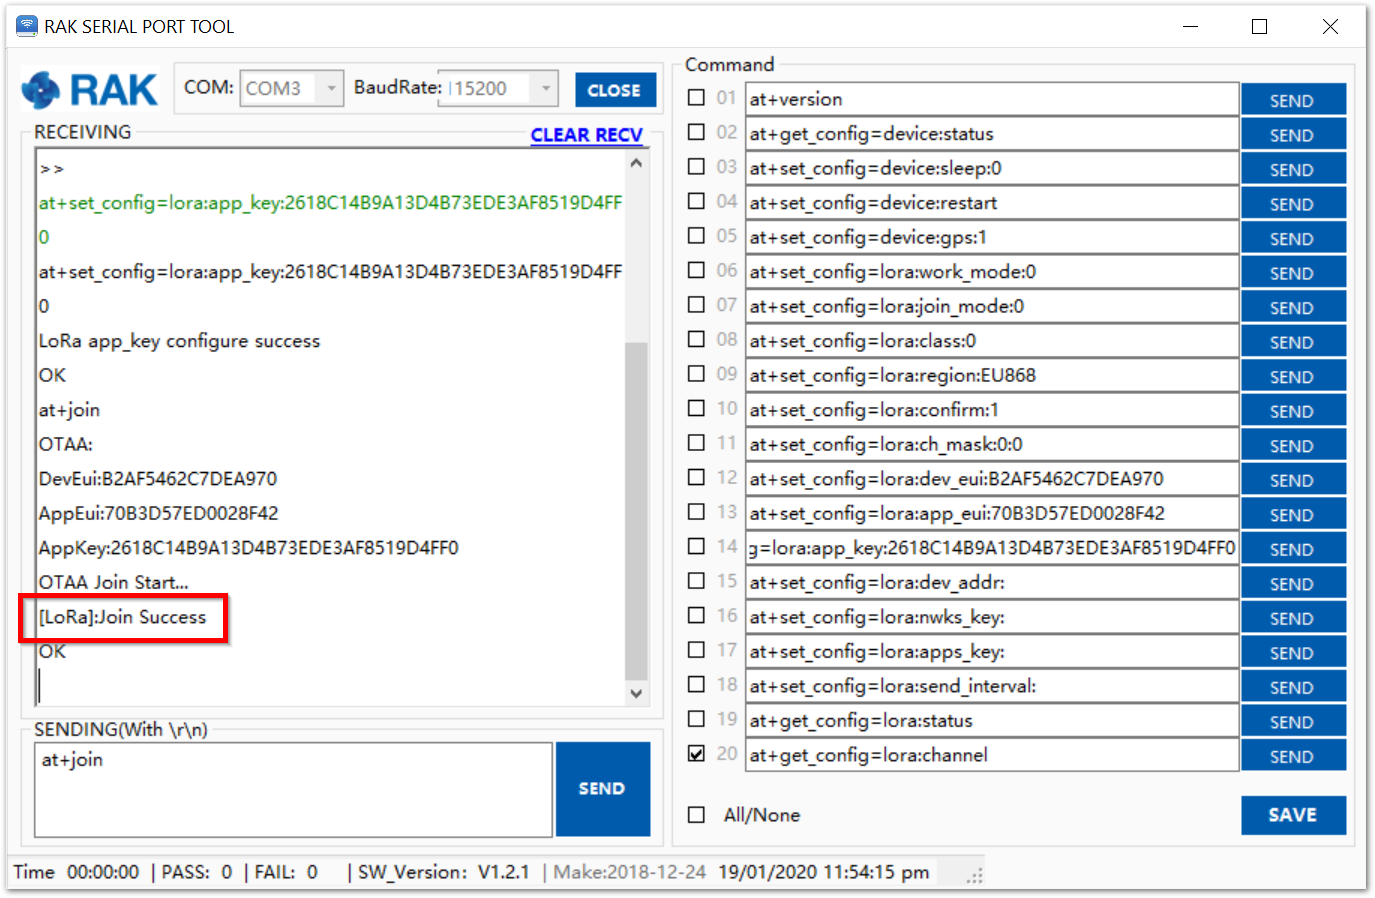 RAK SERIAL PORT TOOL
RAK
COM: COM3 BaudRate: 115200 CLOSE
RECEIVING
CLEAR RECV
>>
at+set_config=lora:app_key:2618C14B9A13D4B73EDE3AF8519D4FF
0
at+set_config=lora:app_key:2618C14B9A13D4B73EDE3AF8519D4FF
0
LoRa app_key configure success
OK
at+join
OTAA:
DevEui:B2AF5462C7DEA970
AppEui:70B3D57ED0028F42
AppKey:2618C14B9A13D4B73EDE3AF8519D4FF0
OTAA Join Start...
[LoRa]:Join Success
OK
SENDING(With \r\n)
at+join
SEND
Command
01 at+version SEND
02 at+get_config=device:status SEND
03 at+set_config=device:sleep:0 SEND
04 at+set_config=device:restart SEND
05 at+set_config=device:gps:1 SEND
06 at+set_config=lora:work_mode:0 SEND
07 at+set_config=lora:join_mode:0 SEND
08 at+set_config=lora:class:0 SEND
09 at+set_config=lora:region:EU868 SEND
10 at+set_config=lora:confirm:1 SEND
11 at+set_config=lora:ch_mask:0:0 SEND
12 at+set_config=lora:dev_eui:B2AF5462C7DEA970 SEND
13 at+set_config=lora:app_eui:70B3D57ED0028F42 SEND
14 g=lora:app_key:2618C14B9A13D4B73EDE3AF8519D4FF0 SEND
15 at+set_config=lora:dev_addr: SEND
16 at+set_config=lora:nwks_key: SEND
17 at+set_config=lora:apps_key: SEND
18 at+set_config=lora:send_interval: SEND
19 at+get_config=lora:status SEND
20 at+get_config=lora:channel SEND
All/None SAVE
Time 00:00:00 | PASS: 0 | FAIL: 0 | SW_Version: V1.2.1 | Make:2018-12-24 19/01/2020 11:54:15 pm